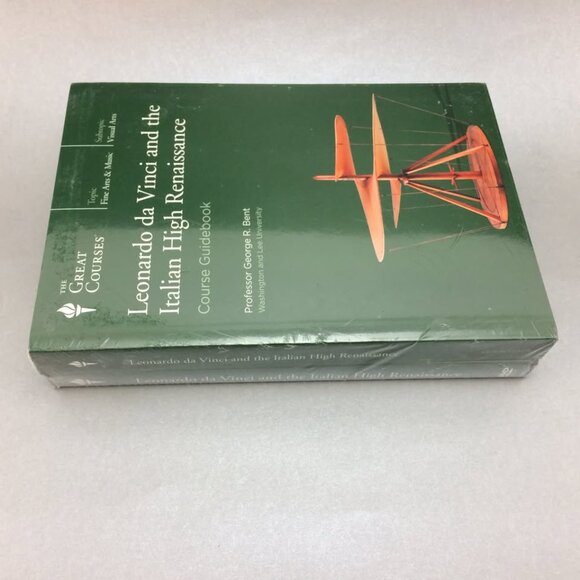 THE
GREAT
COURSES®
Topic
Fine Arts & Music
Subtopic
Visual Arts
Leonardo da Vinci and the
Italian High Renaissance
Course Guidebook
Professor George R. Bent
Washington and Lee University
Leonardo da Vinci and the Italian High Renaissance
Leonardo da Vinci and the Italian High Renaissance